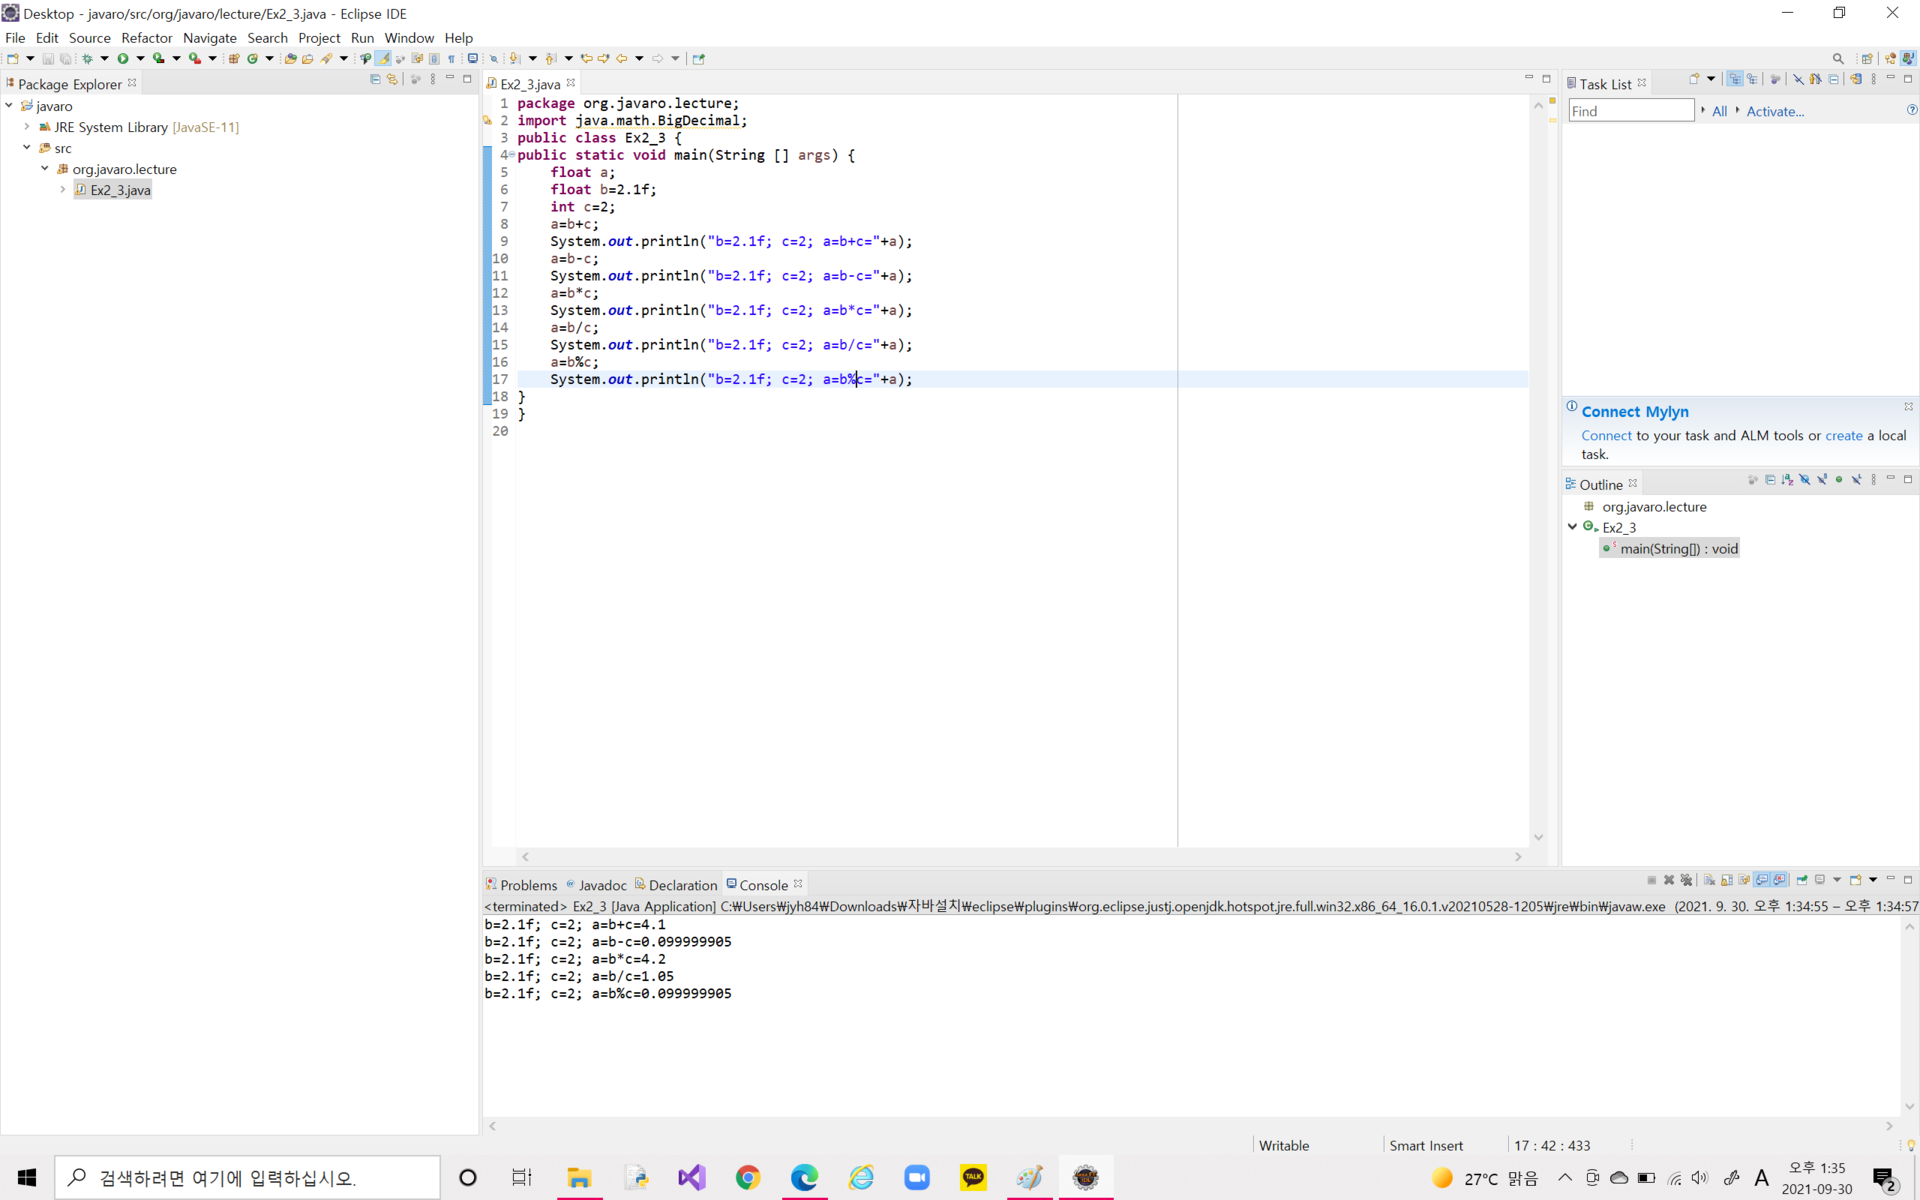 Desktop - javaro/src/org/javaro/lecture/Ex2_3.java - Eclipse IDE
File Edit Source Refactor Navigate Search Project Run Window Help
Package Explorer
javaro
JRE System Library [JavaSE-11]
src
org.javaro.lecture
Ex2_3.java
Ex2_3.java
1 package org.javaro.lecture;
2 import java.math.BigDecimal;
3 public class Ex2_3 {
4 public static void main(String [] args) {
5 float a;
6 float b=2.1f;
7 int c=2;
8 a=b+c;
9 System.out.println("b=2.1f; c=2; a=b+c="+a);
10 a=b-c;
11 System.out.println("b=2.1f; c=2; a=b-c="+a);
12 a=b*c;
13 System.out.println("b=2.1f; c=2; a=b*c="+a);
14 a=b/c;
15 System.out.println("b=2.1f; c=2; a=b/c="+a);
16 a=b%c;
17 System.out.println("b=2.1f; c=2; a=b%c="+a);
18 }
19 }
20
Task List
Find All Activate...
Connect Mylyn
Connect to your task and ALM tools or create a local
task.
Outline
org.javaro.lecture
Ex2_3
main(String[]) : void
Problems Javadoc Declaration Console
<terminated> Ex2_3 [Java Application] C:₩Users₩jyh84₩Downloads₩자바설치₩eclipse₩plugins₩org.eclipse.justj.openjdk.hotspot.jre.full.win32.x86_64_16.0.1.v20210528-1205₩jre₩bin₩javaw.exe (2021. 9. 30. 오후 1:34:55 – 오후 1:34:57
b=2.1f; c=2; a=b+c=4.1
b=2.1f; c=2; a=b-c=0.099999905
b=2.1f; c=2; a=b*c=4.2
b=2.1f; c=2; a=b/c=1.05
b=2.1f; c=2; a=b%c=0.099999905
Writable Smart Insert 17 : 42 : 433
검색하려면 여기에 입력하십시오.
TALK
27°C 맑음
A
오후 1:35
2021-09-30
2